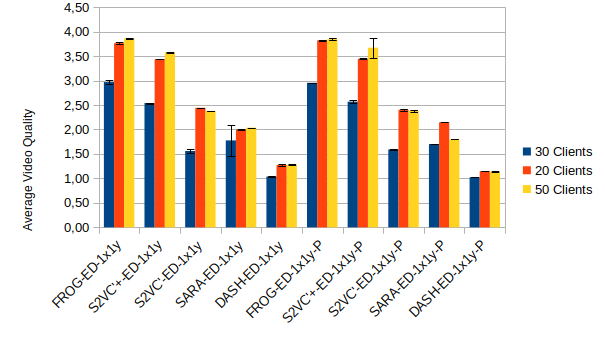 4,50
4,00
3,50
3,00
2,50
2,00
1,50
1,00
0,50
0,00
Average Video Quality
FROG-ED-1x1y
S2VC'+-ED-1x1y
S2VC'-ED-1x1y
SARA-ED-1x1y
DASH-ED-1x1y
FROG-ED-1x1y-P
S2VC'+-ED-1x1y-P
S2VC'-ED-1x1y-P
SARA-ED-1x1y-P
DASH-ED-1x1y-P
30 Clients
20 Clients
50 Clients